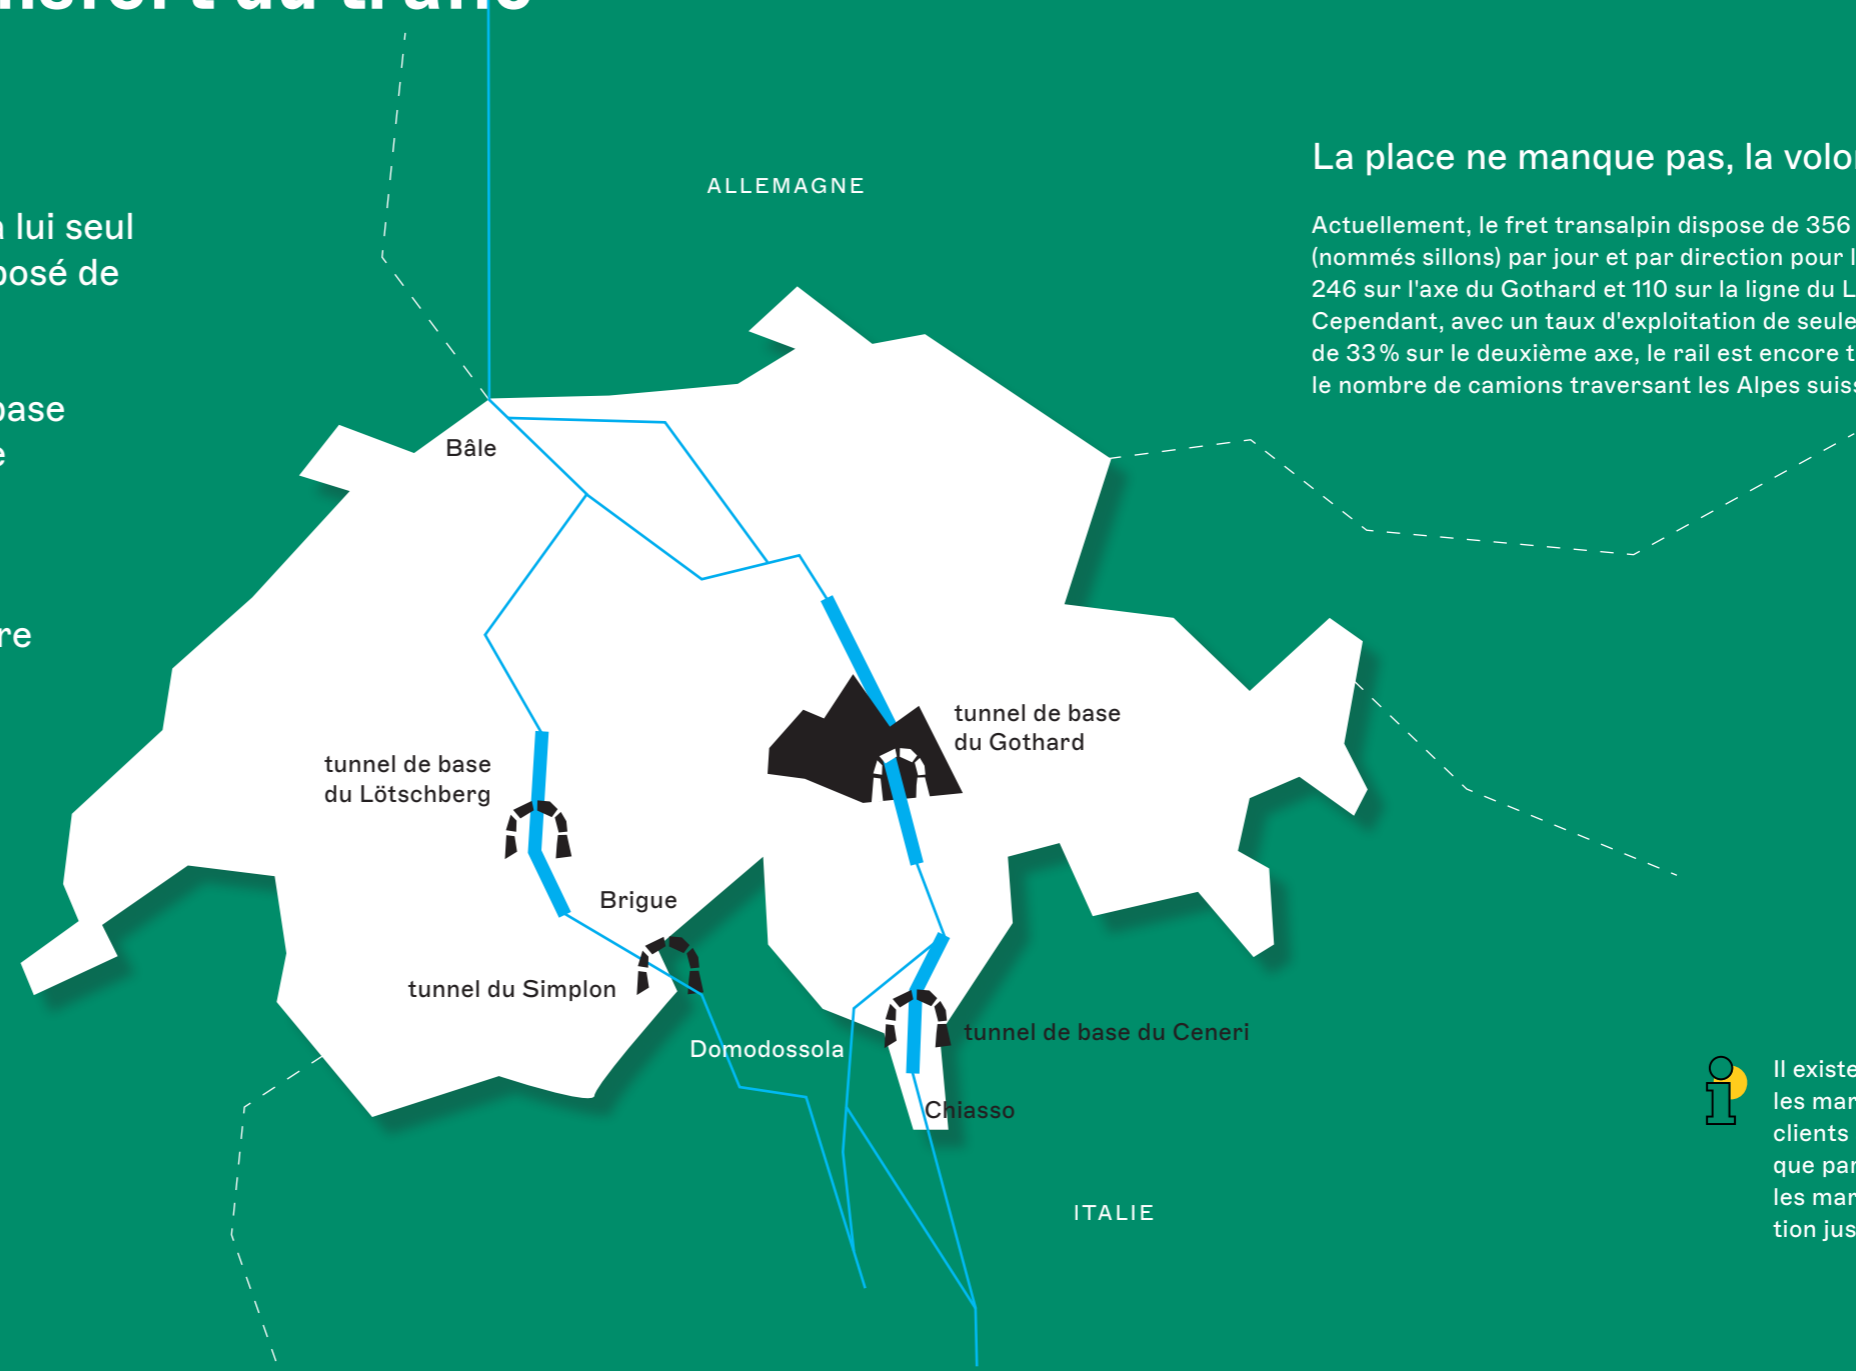 du trafic
ALLEMAGNE
à lui seul
posé de
base
e
re
Bâle
tunnel de base
du Gothard
tunnel de base
du Lötschberg
Brigue
tunnel du Simplon
Domodossola
tunnel de base du Ceneri
Chiasso
ITALIE
La place ne manque pas, la volo
Actuellement, le fret transalpin dispose de 356
(nommés sillons) par jour et par direction pour l
246 sur l'axe du Gothard et 110 sur la ligne du L
Cependant, avec un taux d'exploitation de seule
de 33 % sur le deuxième axe, le rail est encore t
le nombre de camions traversant les Alpes suiss
Il existe
les mar
clients
que par
les mar
tion jus